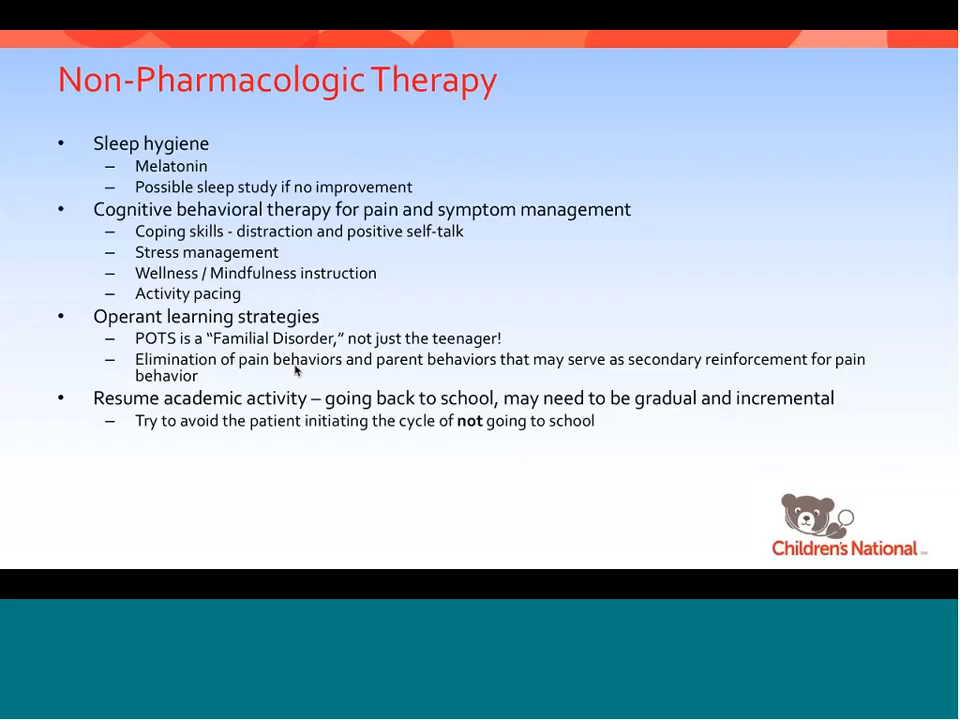 Non-Pharmacologic Therapy
• Sleep hygiene
– Melatonin
– Possible sleep study if no improvement
• Cognitive behavioral therapy for pain and symptom management
– Coping skills - distraction and positive self-talk
– Stress management
– Wellness / Mindfulness instruction
– Activity pacing
• Operant learning strategies
– POTS is a “Familial Disorder,” not just the teenager!
– Elimination of pain behaviors and parent behaviors that may serve as secondary reinforcement for pain
behavior
• Resume academic activity – going back to school, may need to be gradual and incremental
– Try to avoid the patient initiating the cycle of not going to school
Children's National ™